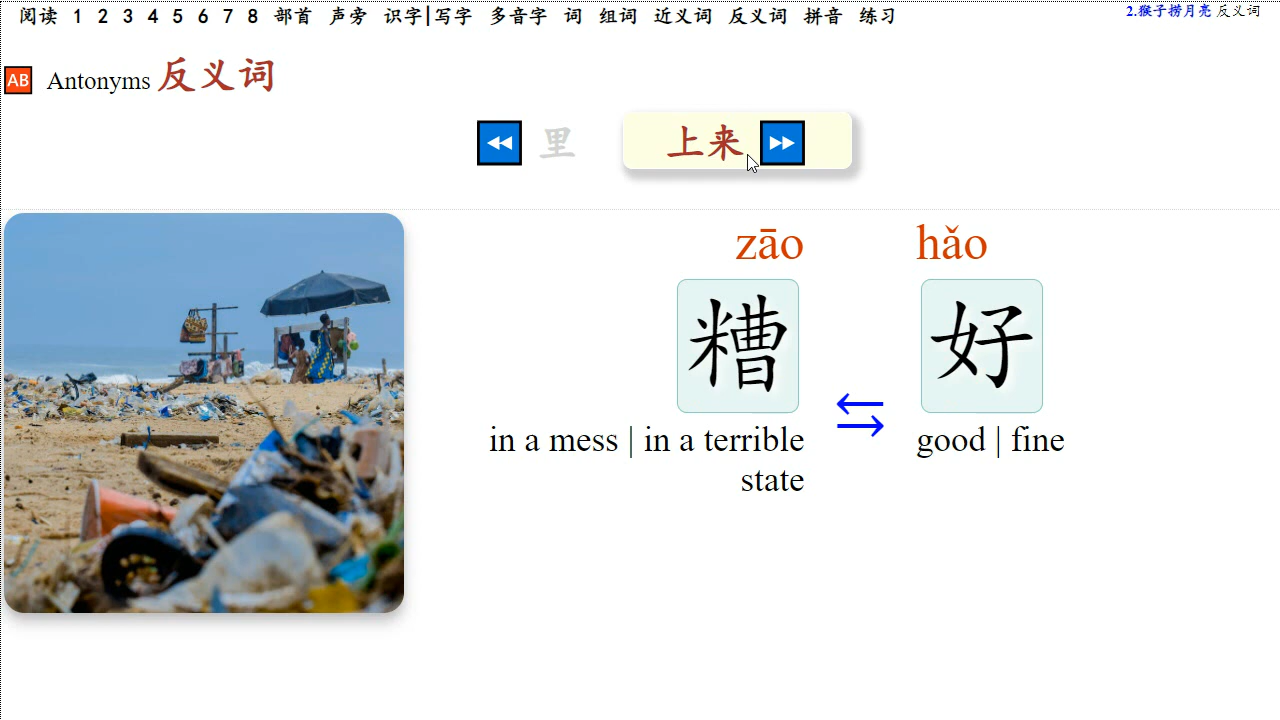 阅读 1 2 3 4 5 6 7 8 部首 声旁 识字|写字 多音字 词 组词 近义词 反义词 拼音 练习
2.猴子捞月亮 反义词
AB Antonyms 反义词
里 上来
zāo hǎo
糟 好
in a mess | in a terrible state
good | fine